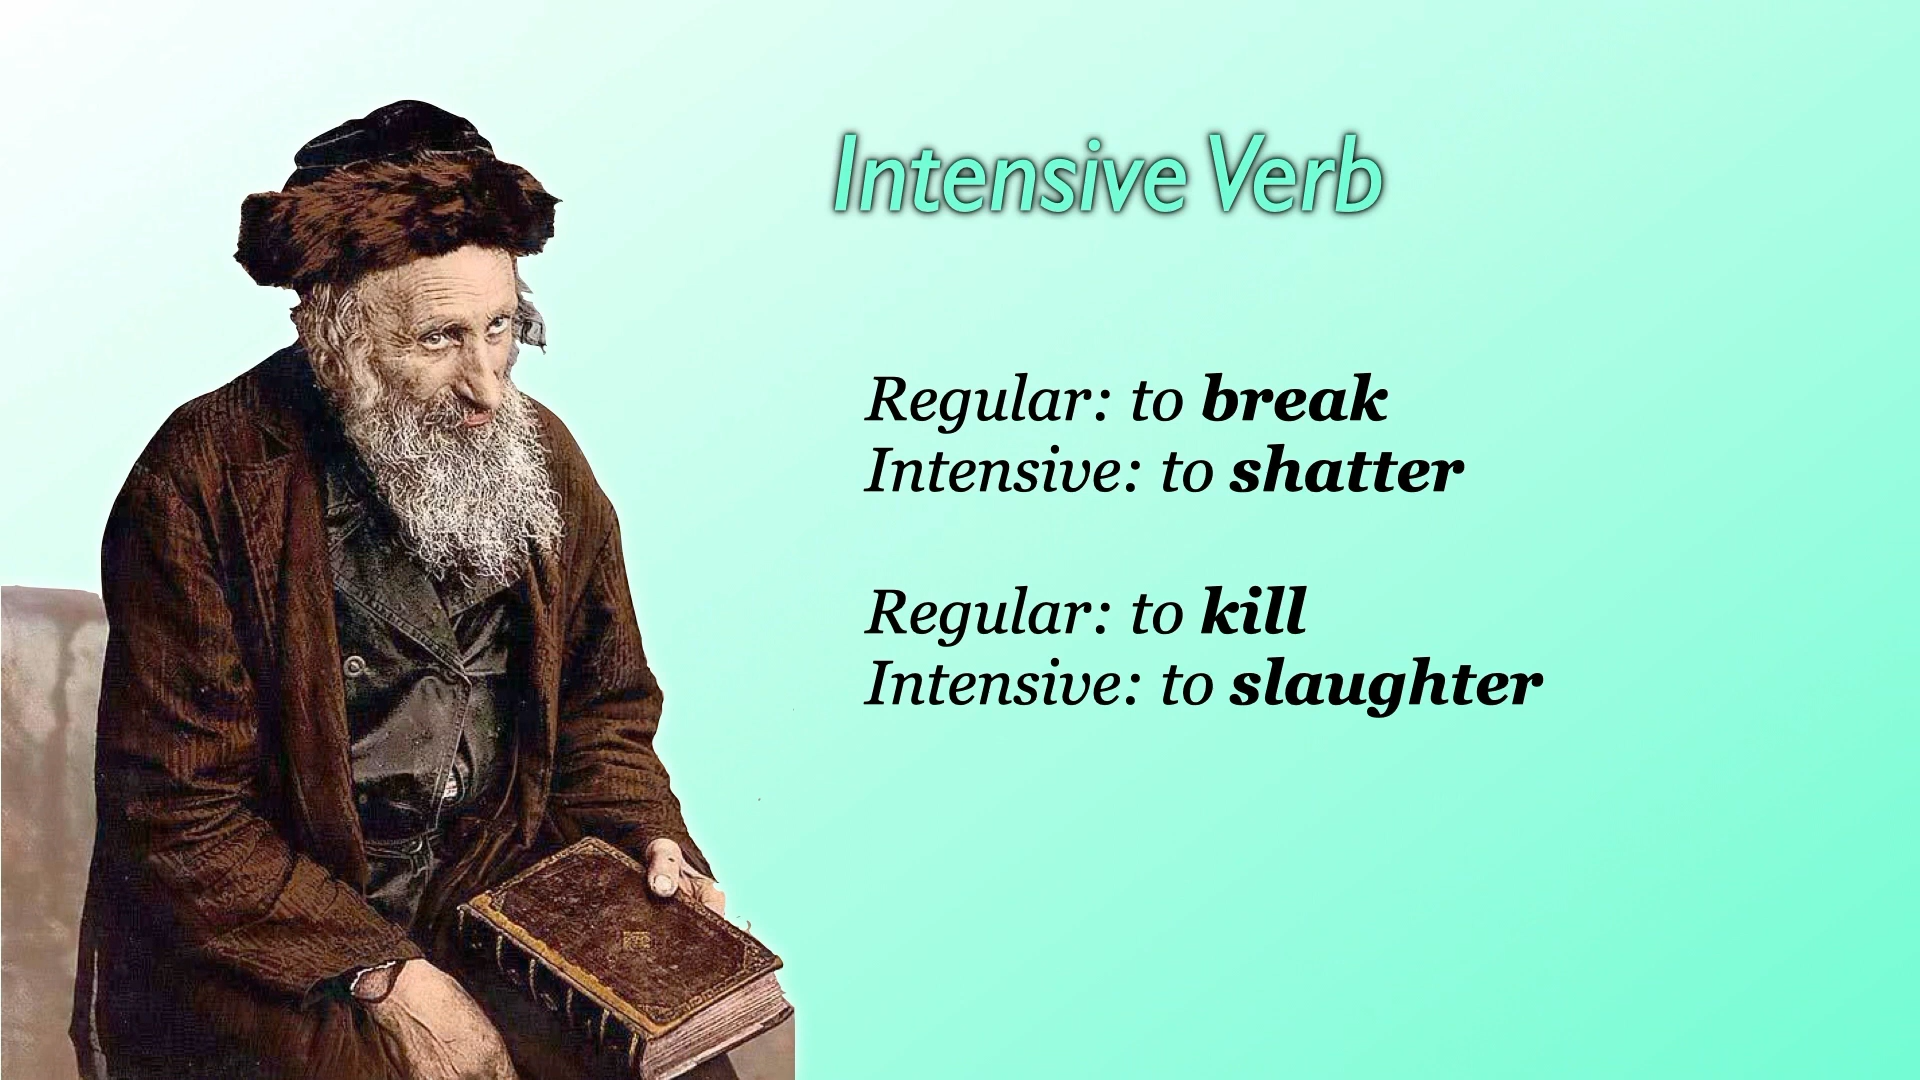 Intensive Verb
Regular: to break
Intensive: to shatter
Regular: to kill
Intensive: to slaughter